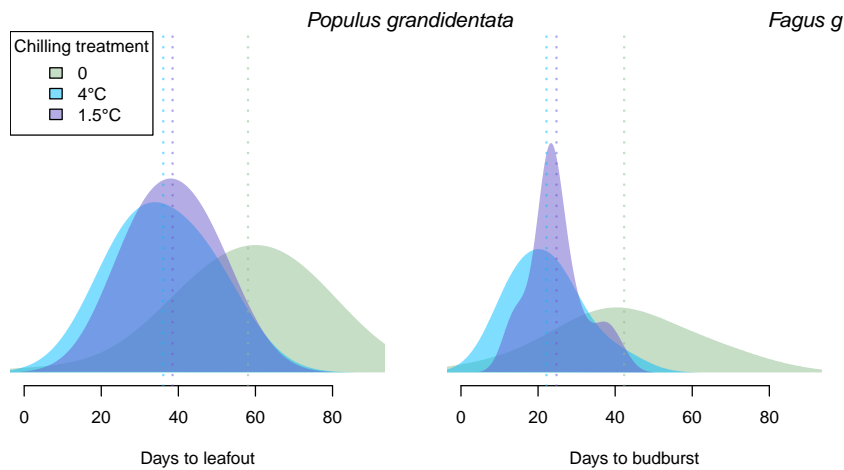 Populus grandidentata
Fagus g
Chilling treatment
0
4°C
1.5°C
0 20 40 60 80
0 20 40 60 80
Days to leafout
Days to budburst